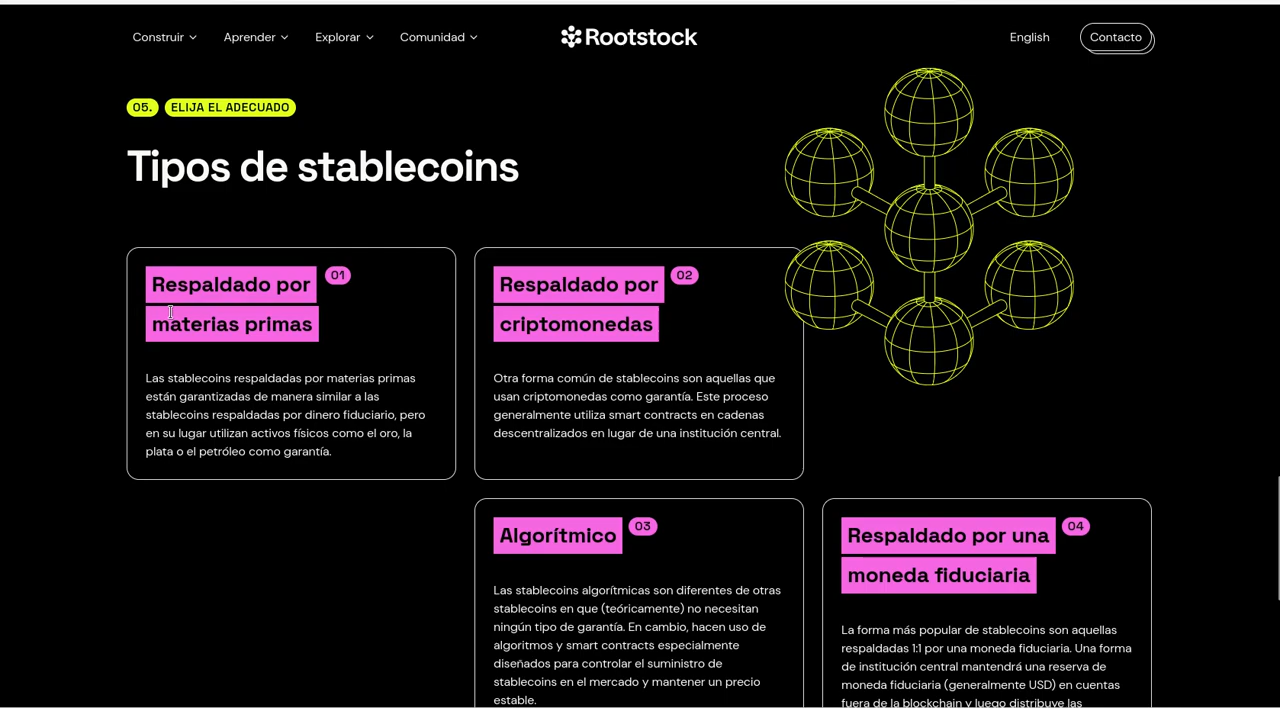 Construir
Aprender
Explorar
Comunidad
Rootstock
English
Contacto
05.
ELIJA EL ADECUADO
Tipos de stablecoins
Respaldado por
materias primas
01
Las stablecoins respaldadas por materias primas
están garantizadas de manera similar a las
stablecoins respaldadas por dinero fiduciario, pero
en su lugar utilizan activos físicos como el oro, la
plata o el petróleo como garantía.
Respaldado por
criptomonedas
02
Otra forma común de stablecoins son aquellas que
usan criptomonedas como garantía. Este proceso
generalmente utiliza smart contracts en cadenas
descentralizados en lugar de una institución central.
Algorítmico
03
Las stablecoins algorítmicas son diferentes de otras
stablecoins en que (teóricamente) no necesitan
ningún tipo de garantía. En cambio, hacen uso de
algoritmos y smart contracts especialmente
diseñados para controlar el suministro de
stablecoins en el mercado y mantener un precio
estable.
Respaldado por una
moneda fiduciaria
04
La forma más popular de stablecoins son aquellas
respaldadas 1:1 por una moneda fiduciaria. Una forma
de institución central mantendrá una reserva de
moneda fiduciaria (generalmente USD) en cuentas
fuera de la blockchain y luego distribuye las